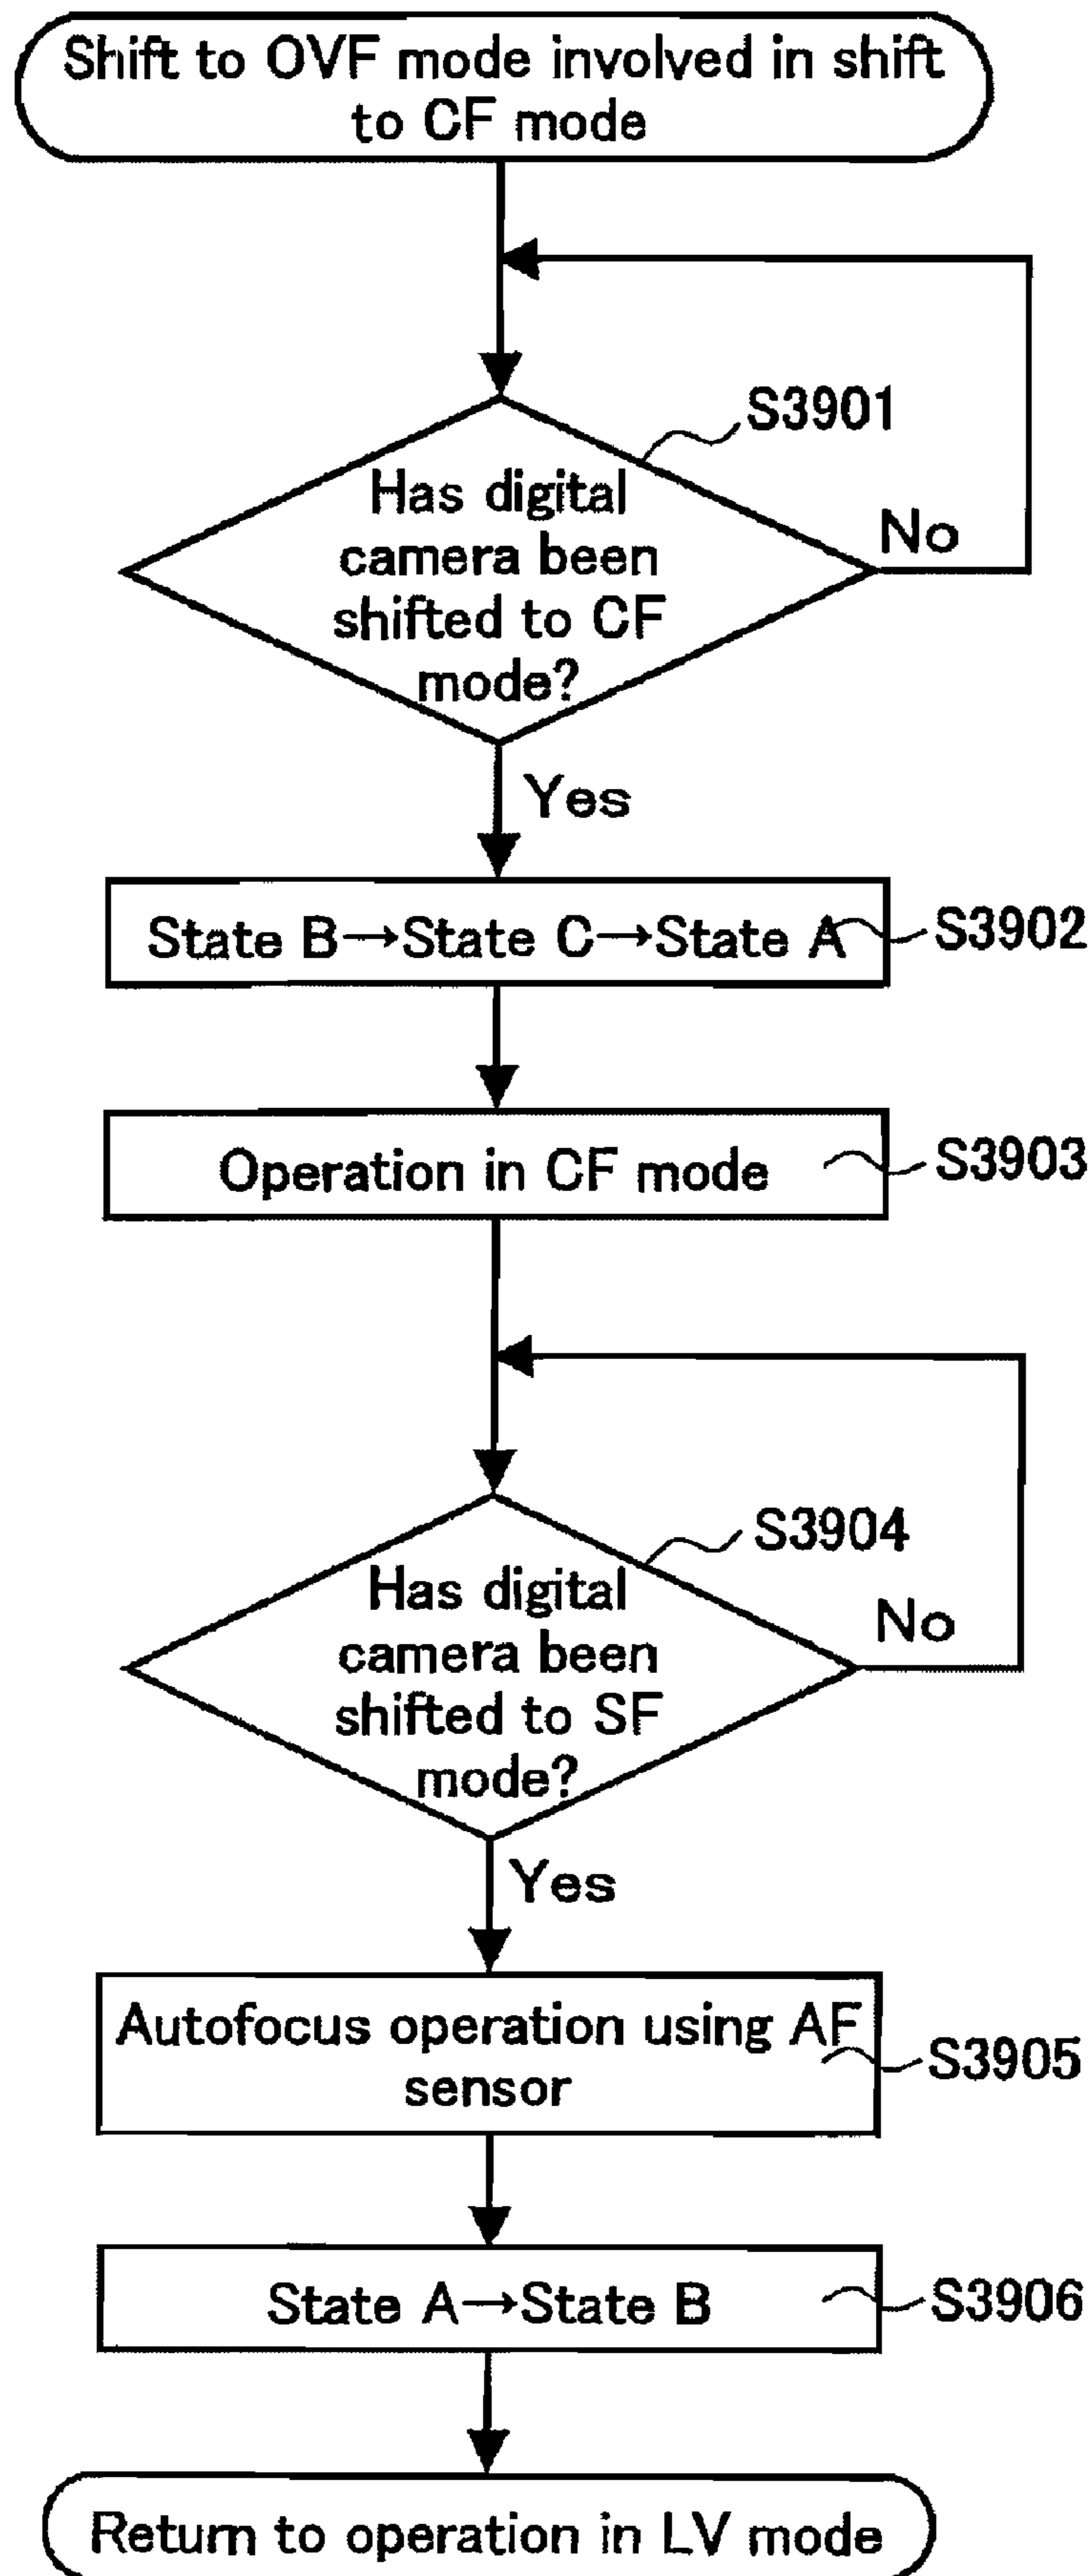 Shift to OVF mode involved in shift
to CF mode
S3901
Has digital
camera been
shifted to CF
mode?
No
Yes
State B→State C→State A
S3902
Operation in CF mode
S3903
S3904
Has digital
camera been
shifted to SF
mode?
No
Yes
Autofocus operation using AF
sensor
S3905
State A→State B
S3906
Return to operation in LV mode